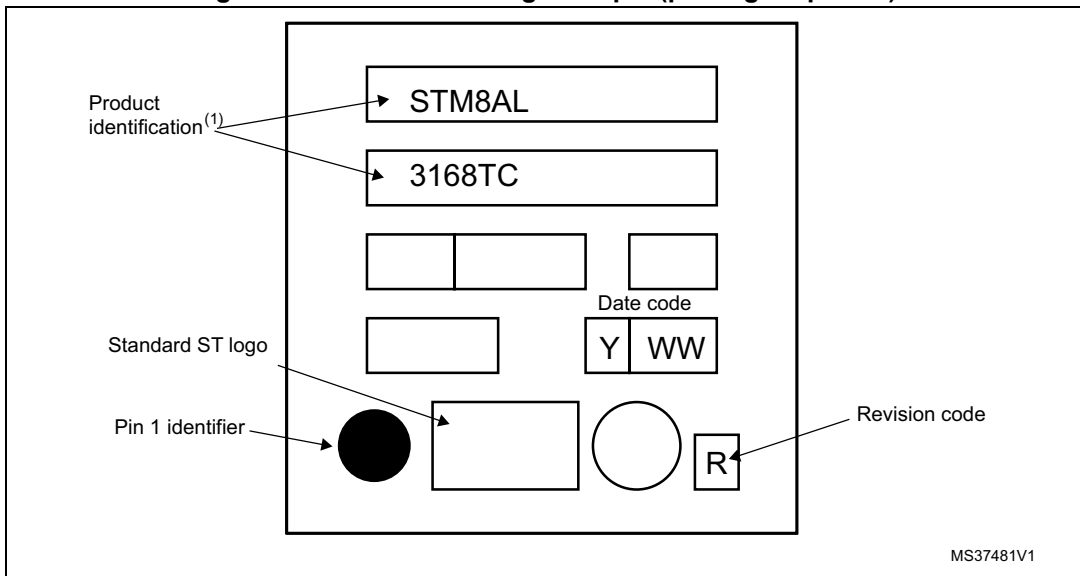 Product
identification(1)
STM8AL
3168TC
Date code
Y WW
Standard ST logo
Pin 1 identifier
Revision code
R
MS37481V1